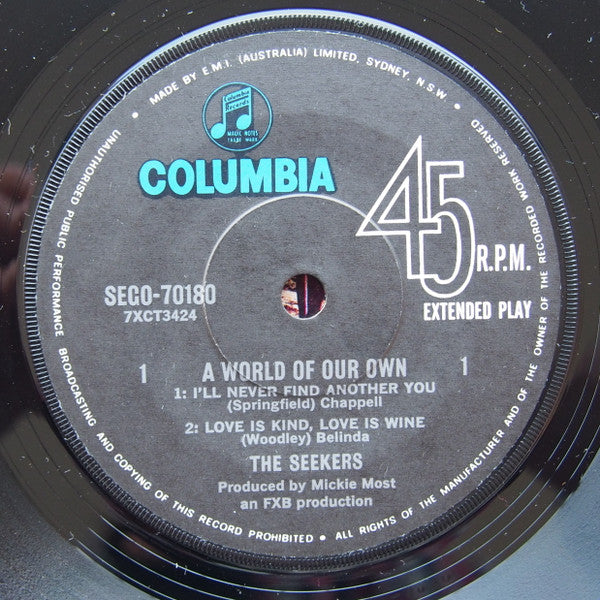 MADE BY E.M.I. (AUSTRALIA) LIMITED, SYDNEY, N.S.W. •
UNAUTHORISED PUBLIC PERFORMANCE BROADCASTING AND COPYING OF THIS RECORD PROHIBITED •
ALL RIGHTS OF THE MANUFACTURER AND OF THE OWNER OF THE RECORDED WORK RESERVED
Columbia
Records
MAGIC NOTES
TRADE MARK
COLUMBIA
45 R.P.M.
EXTENDED PLAY
SEGO-70180
7XCT3424
1 A WORLD OF OUR OWN 1
1: I'LL NEVER FIND ANOTHER YOU
(Springfield) Chappell
2: LOVE IS KIND, LOVE IS WINE
(Woodley) Belinda
THE SEEKERS
Produced by Mickie Most
an FXB production